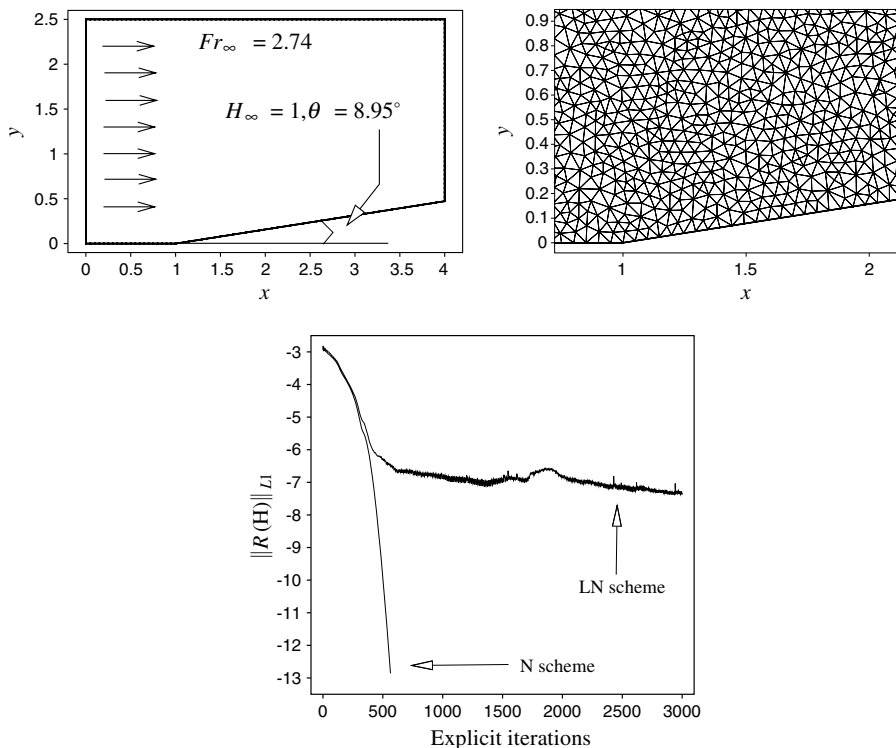 2.5
2
1.5
1
0.5
0
y
Fr∞ = 2.74
H∞ = 1,θ = 8.95°
0 0.5 1 1.5 2 2.5 3 3.5 4
x
0.9
0.8
0.7
0.6
0.5
0.4
0.3
0.2
0.1
0
y
1 1.5 2
x
-3
-4
-5
-6
-7
-8
-9
-10
-11
-12
-13
||R(H)|| L1
LN scheme
N scheme
0 500 1000 1500 2000 2500 3000
Explicit iterations